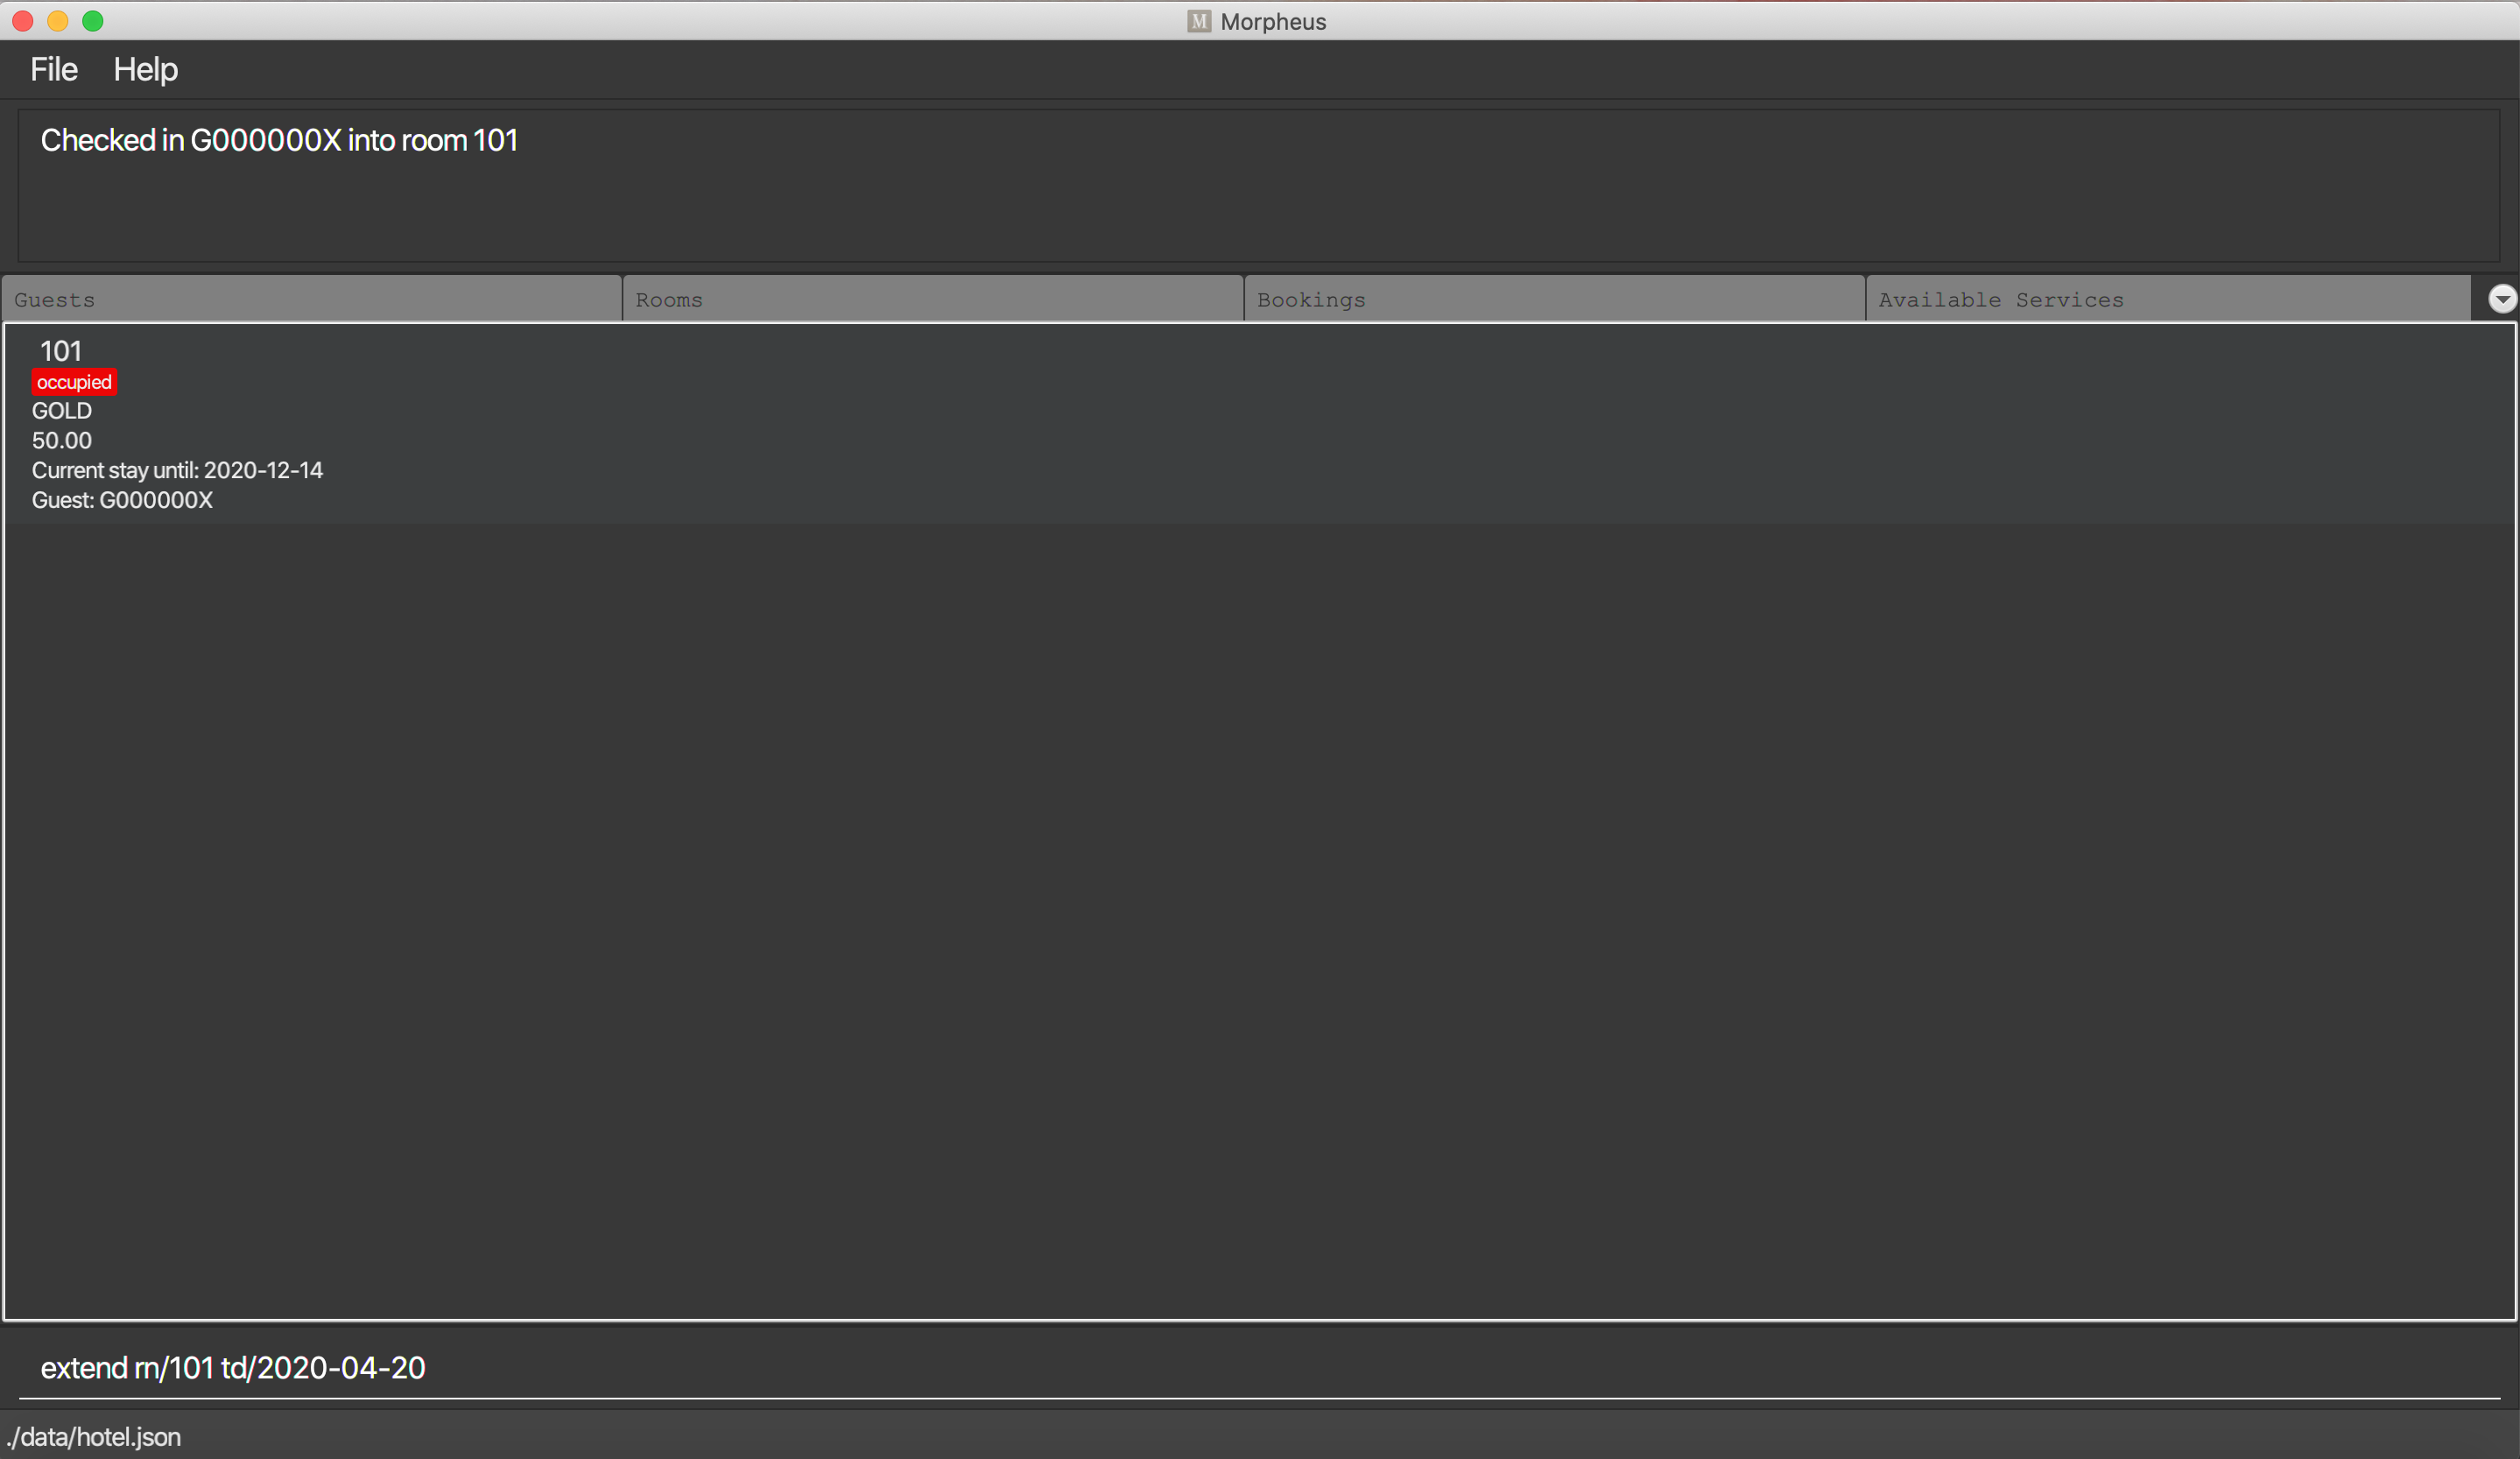 M Morpheus
File Help
Checked in G000000X into room 101
Guests Rooms Bookings Available Services
101
occupied
GOLD
50.00
Current stay until: 2020-12-14
Guest: G000000X
extend rn/101 td/2020-04-20
./data/hotel.json